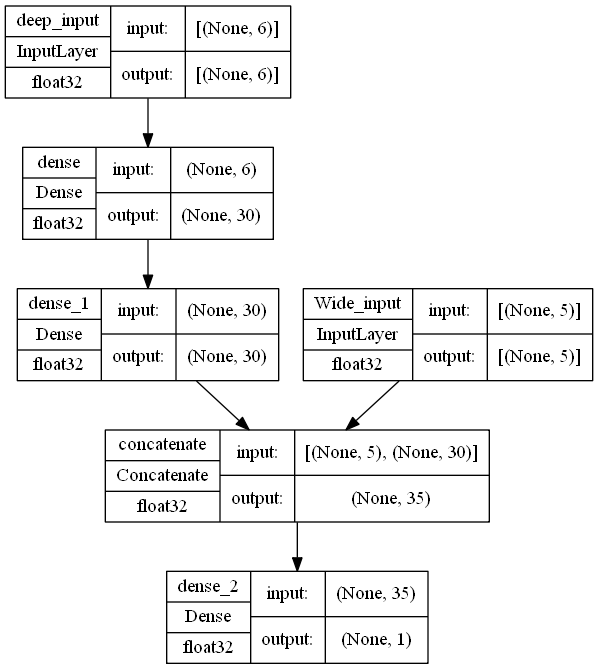 deep_input
InputLayer
float32
input:
[(None, 6)]
output:
[(None, 6)]
dense
Dense
float32
input:
(None, 6)
output:
(None, 30)
dense_1
Dense
float32
input:
(None, 30)
output:
(None, 30)
Wide_input
InputLayer
float32
input:
[(None, 5)]
output:
[(None, 5)]
concatenate
Concatenate
float32
input:
[(None, 5), (None, 30)]
output:
(None, 35)
dense_2
Dense
float32
input:
(None, 35)
output:
(None, 1)